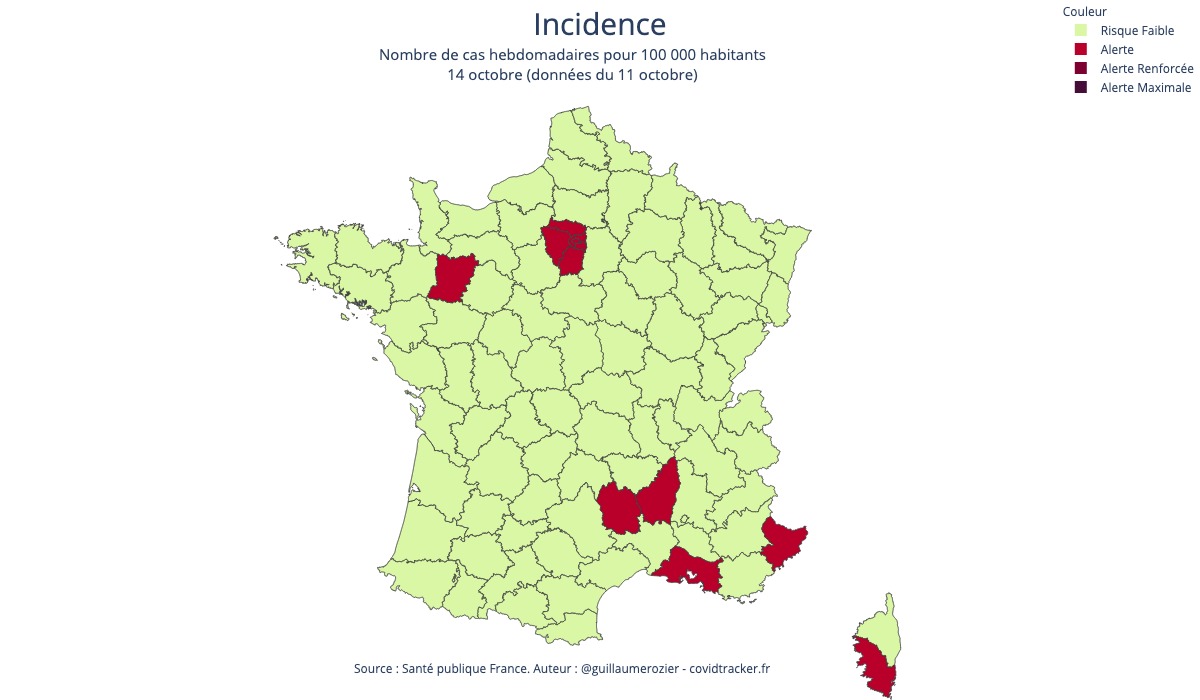 Incidence
Nombre de cas hebdomadaires pour 100 000 habitants
14 octobre (données du 11 octobre)
Couleur
Risque Faible
Alerte
Alerte Renforcée
Alerte Maximale
Source : Santé publique France. Auteur : @guillaumerozier - covidtracker.fr